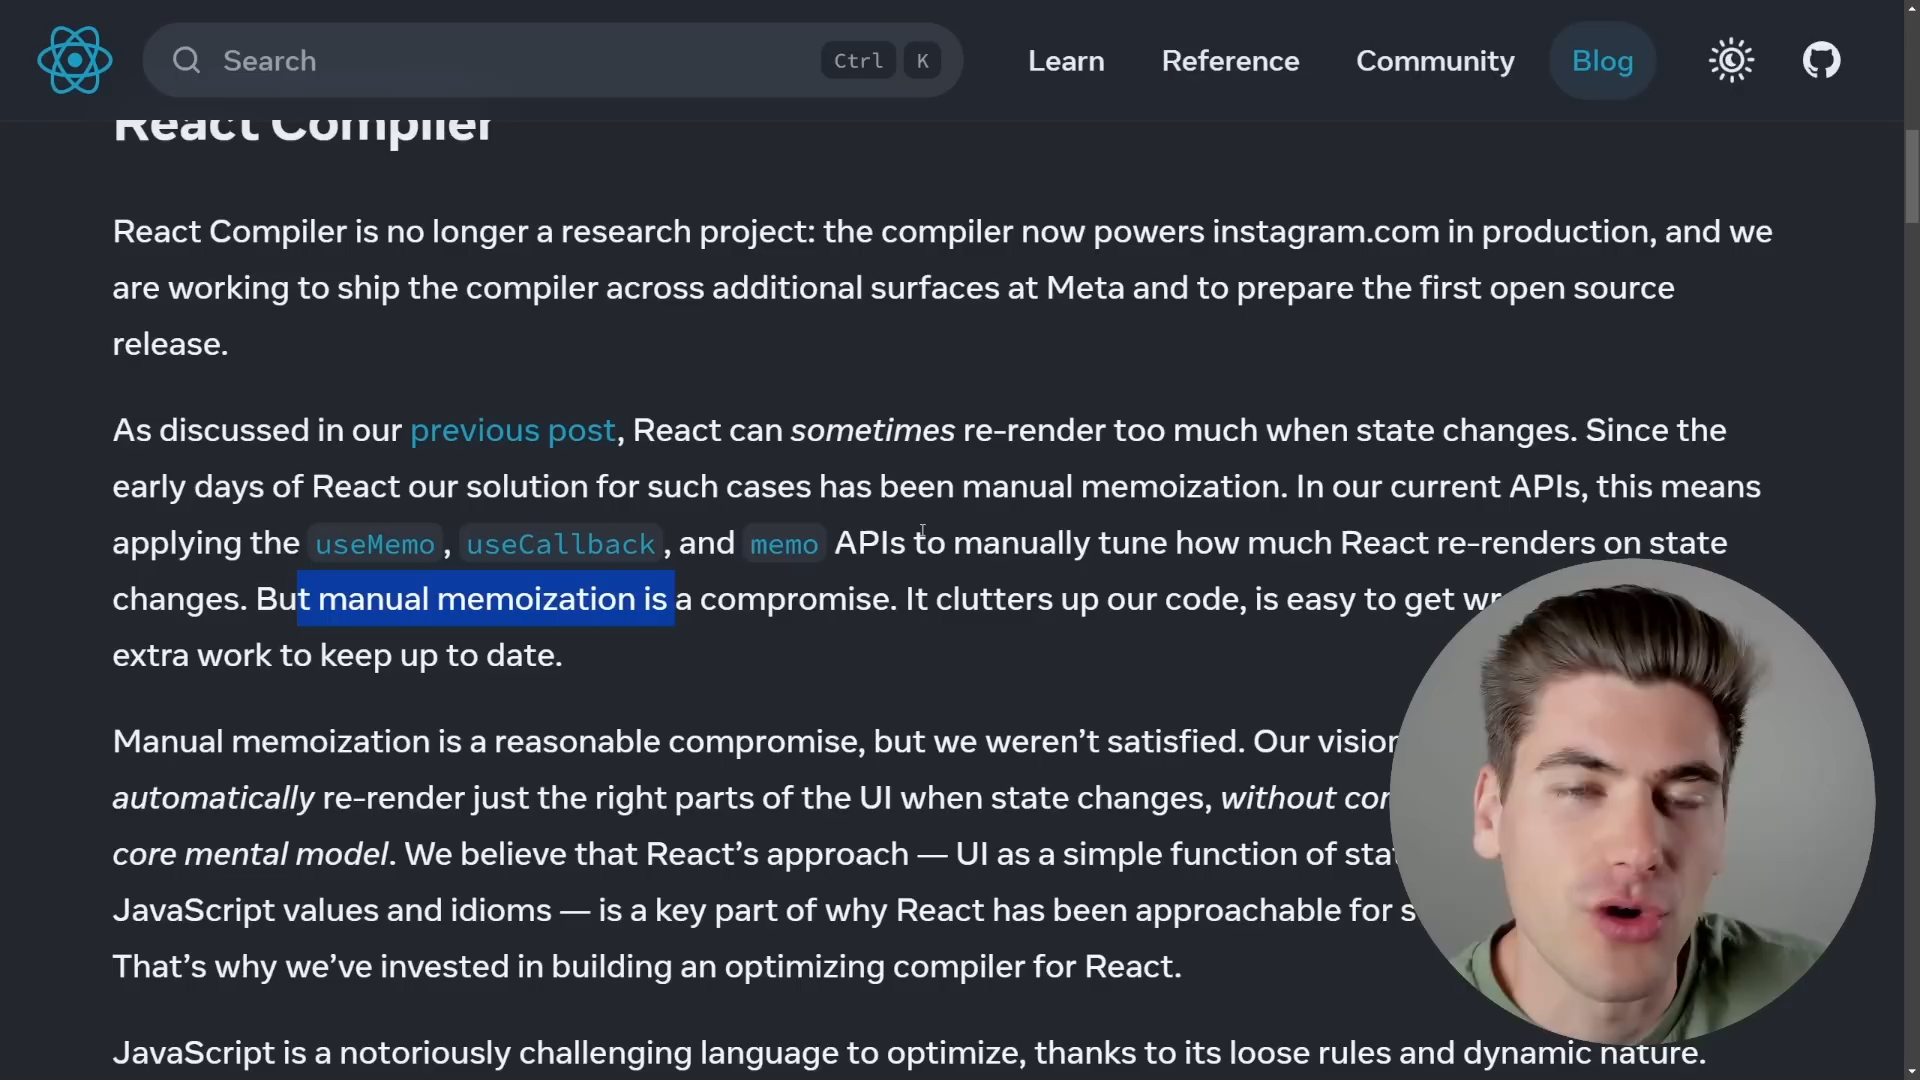 Search
Ctrl K
Learn
Reference
Community
Blog
React Compiler
React Compiler is no longer a research project: the compiler now powers instagram.com in production, and we
are working to ship the compiler across additional surfaces at Meta and to prepare the first open source
release.
As discussed in our previous post, React can sometimes re-render too much when state changes. Since the
early days of React our solution for such cases has been manual memoization. In our current APIs, this means
applying the useMemo, useCallback, and memo APIs to manually tune how much React re-renders on state
changes. But manual memoization is a compromise. It clutters up our code, is easy to get
extra work to keep up to date.
Manual memoization is a reasonable compromise, but we weren’t satisfied. Our vision
automatically re-render just the right parts of the UI when state changes, without
core mental model. We believe that React’s approach — UI as a simple function of
JavaScript values and idioms — is a key part of why React has been approachable for
That’s why we’ve invested in building an optimizing compiler for React.
JavaScript is a notoriously challenging language to optimize, thanks to its loose rules and dynamic nature.